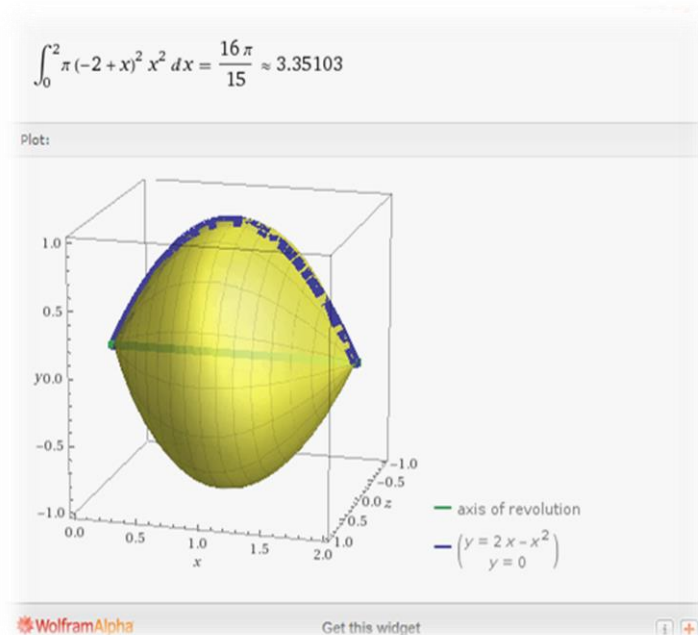 ∫₀² π (-2 + x)² x² dx = 16 π / 15 ≈ 3.35103
Plot:
1.0
0.5
y0.0
-0.5
-1.0
0.0
0.5
1.0
1.5
2.0
x
-1.0
-0.5
0.0 z
0.5
1.0
axis of revolution
(y = 2 x - x²
y = 0)
WolframAlpha
Get this widget